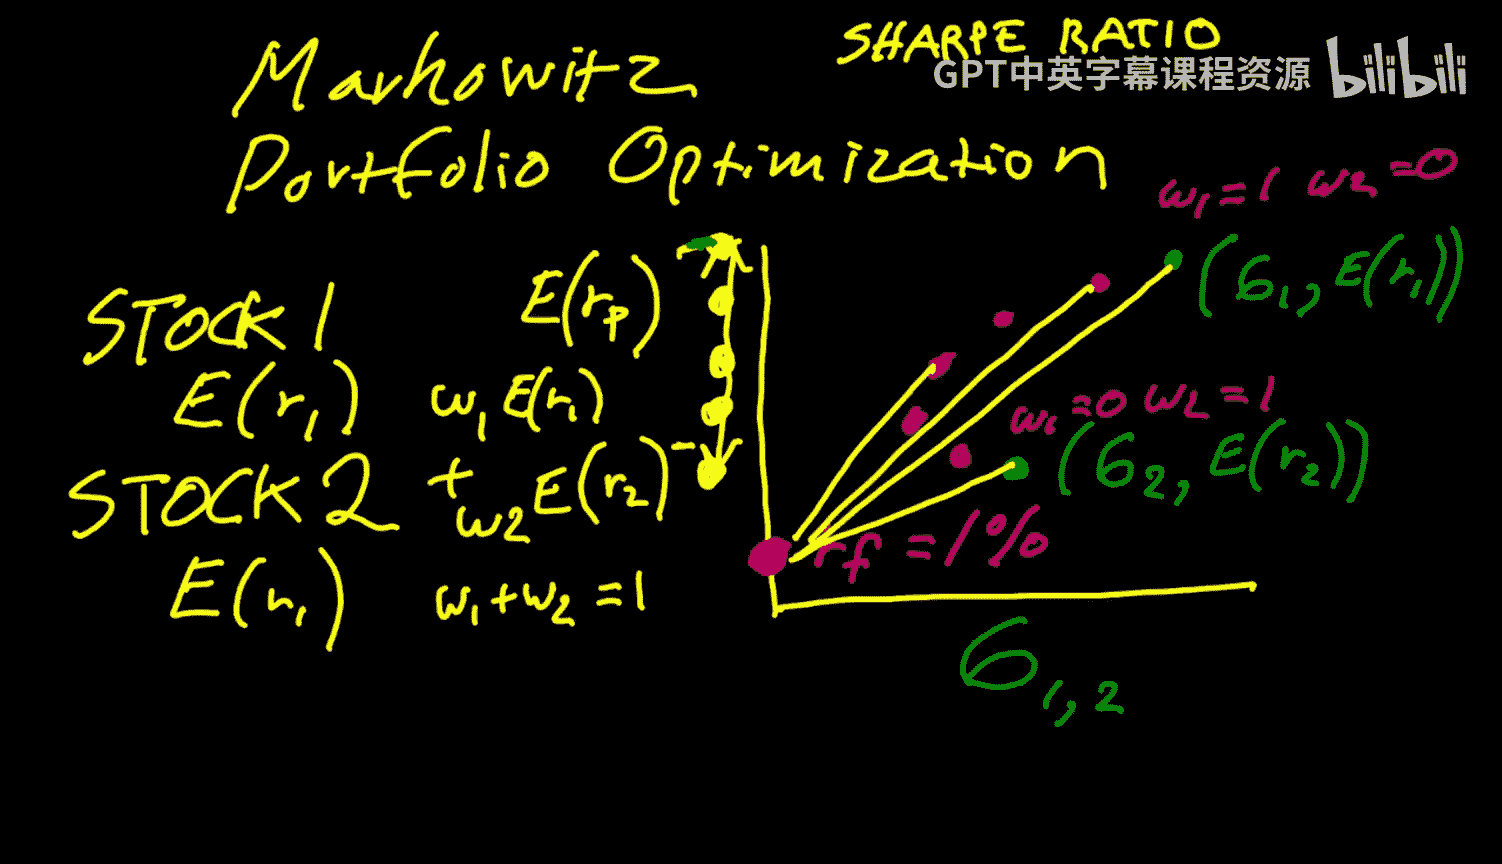 SHARPE RATIO
GPT中英字幕课程资源 bilibili
Markowitz
Portfolio Optimization
w1=1 w2=0
(σ1, E(r1))
STOCK 1
E(rp)
E(r1)
w1 E(r1)
w1=0 w2=1
(σ2, E(r2))
STOCK 2
+ w2 E(r2)
rf = 1%
E(r1)
w1+w2=1
σ1,2